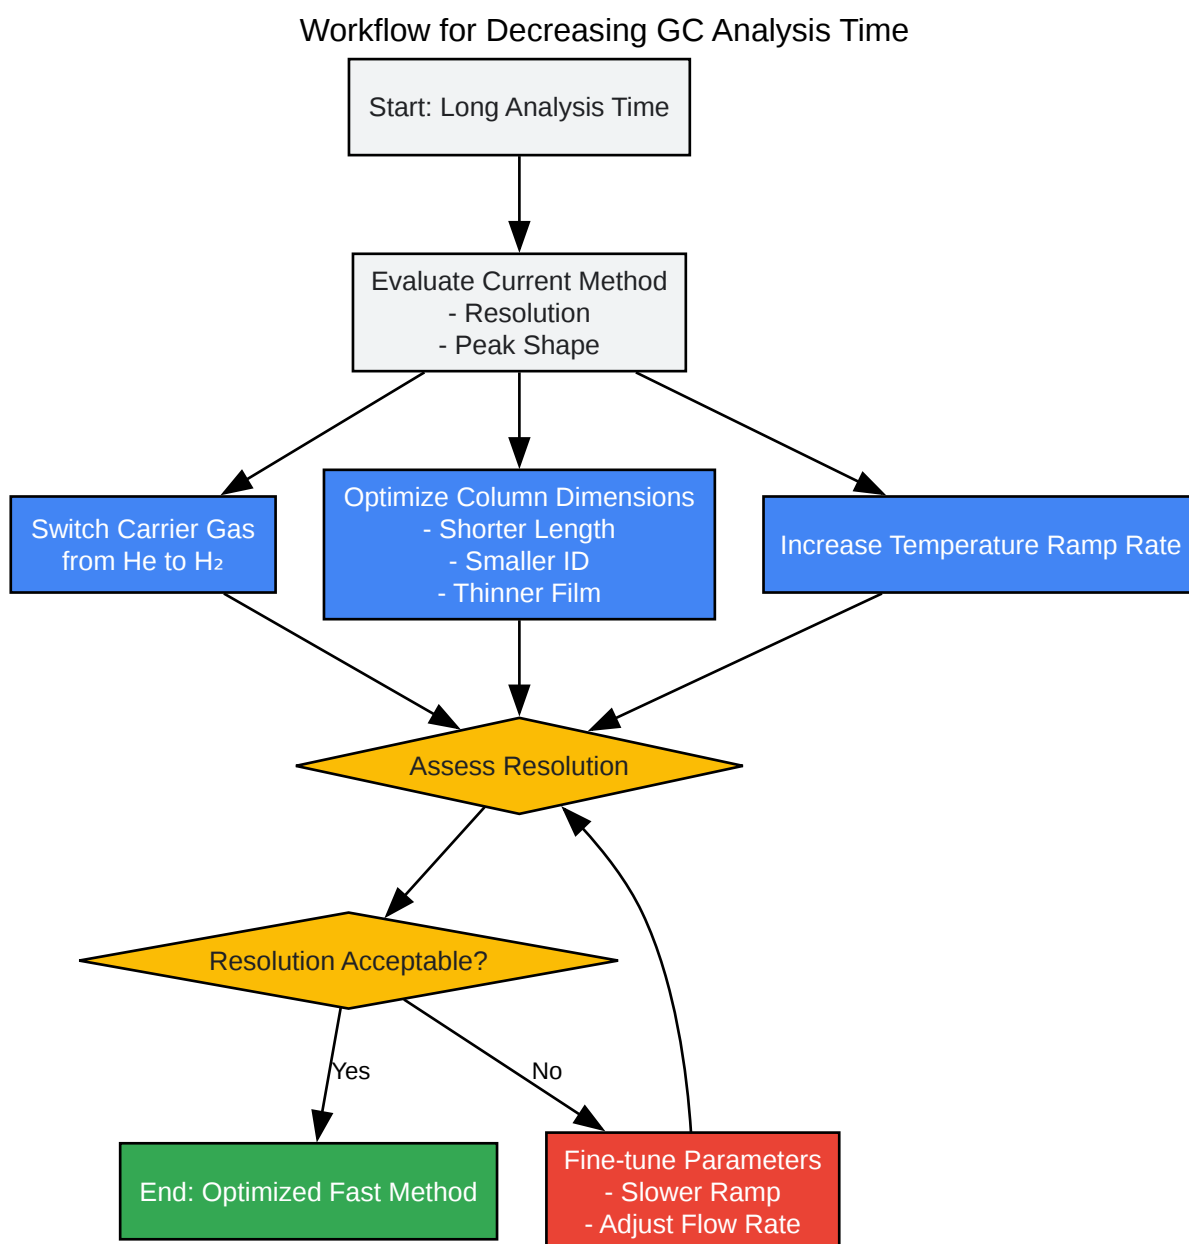 Workflow for Decreasing GC Analysis Time
Start: Long Analysis Time
Evaluate Current Method
- Resolution
- Peak Shape
Switch Carrier Gas
from He to H₂
Optimize Column Dimensions
- Shorter Length
- Smaller ID
- Thinner Film
Increase Temperature Ramp Rate
Assess Resolution
Resolution Acceptable?
Yes
No
End: Optimized Fast Method
Fine-tune Parameters
- Slower Ramp
- Adjust Flow Rate